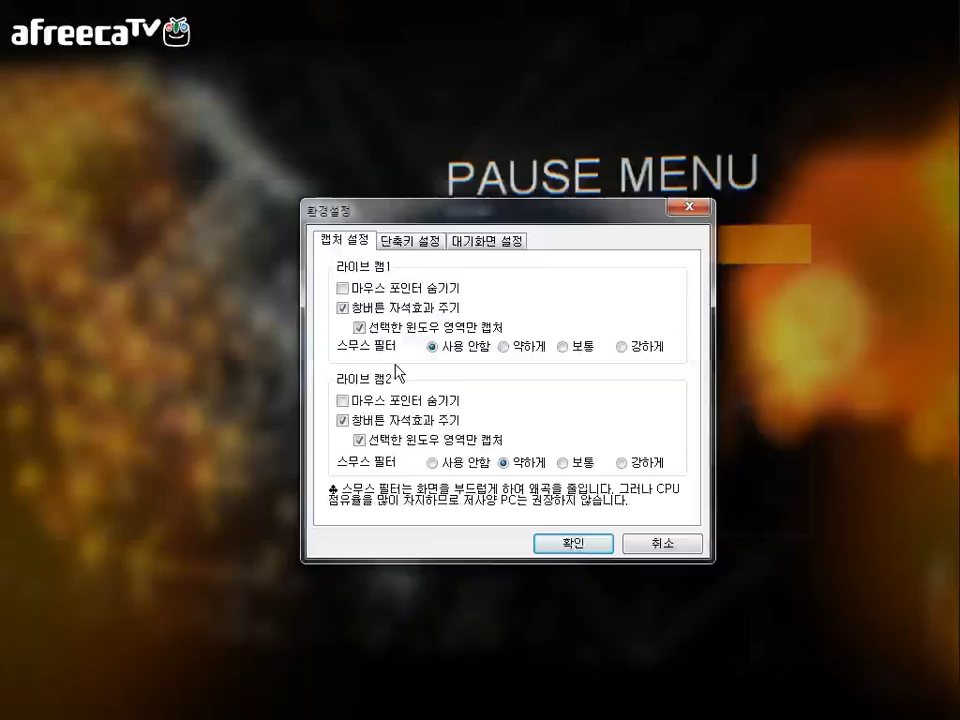 afreecaTV
PAUSE MENU
환경설정
캡처 설정 단축키 설정 대기화면 설정
라이브 캠1
마우스 포인터 숨기기
창버튼 자석효과 주기
선택한 윈도우 영역만 캡처
스무스 필터 사용 안함 약하게 보통 강하게
라이브 캠2
마우스 포인터 숨기기
창버튼 자석효과 주기
선택한 윈도우 영역만 캡처
스무스 필터 사용 안함 약하게 보통 강하게
♣ 스무스 필터는 화면을 부드럽게 하며 왜곡을 줄입니다. 그러나 CPU
점유율을 많이 차지하므로 저사양 PC는 권장하지 않습니다.
확인 취소